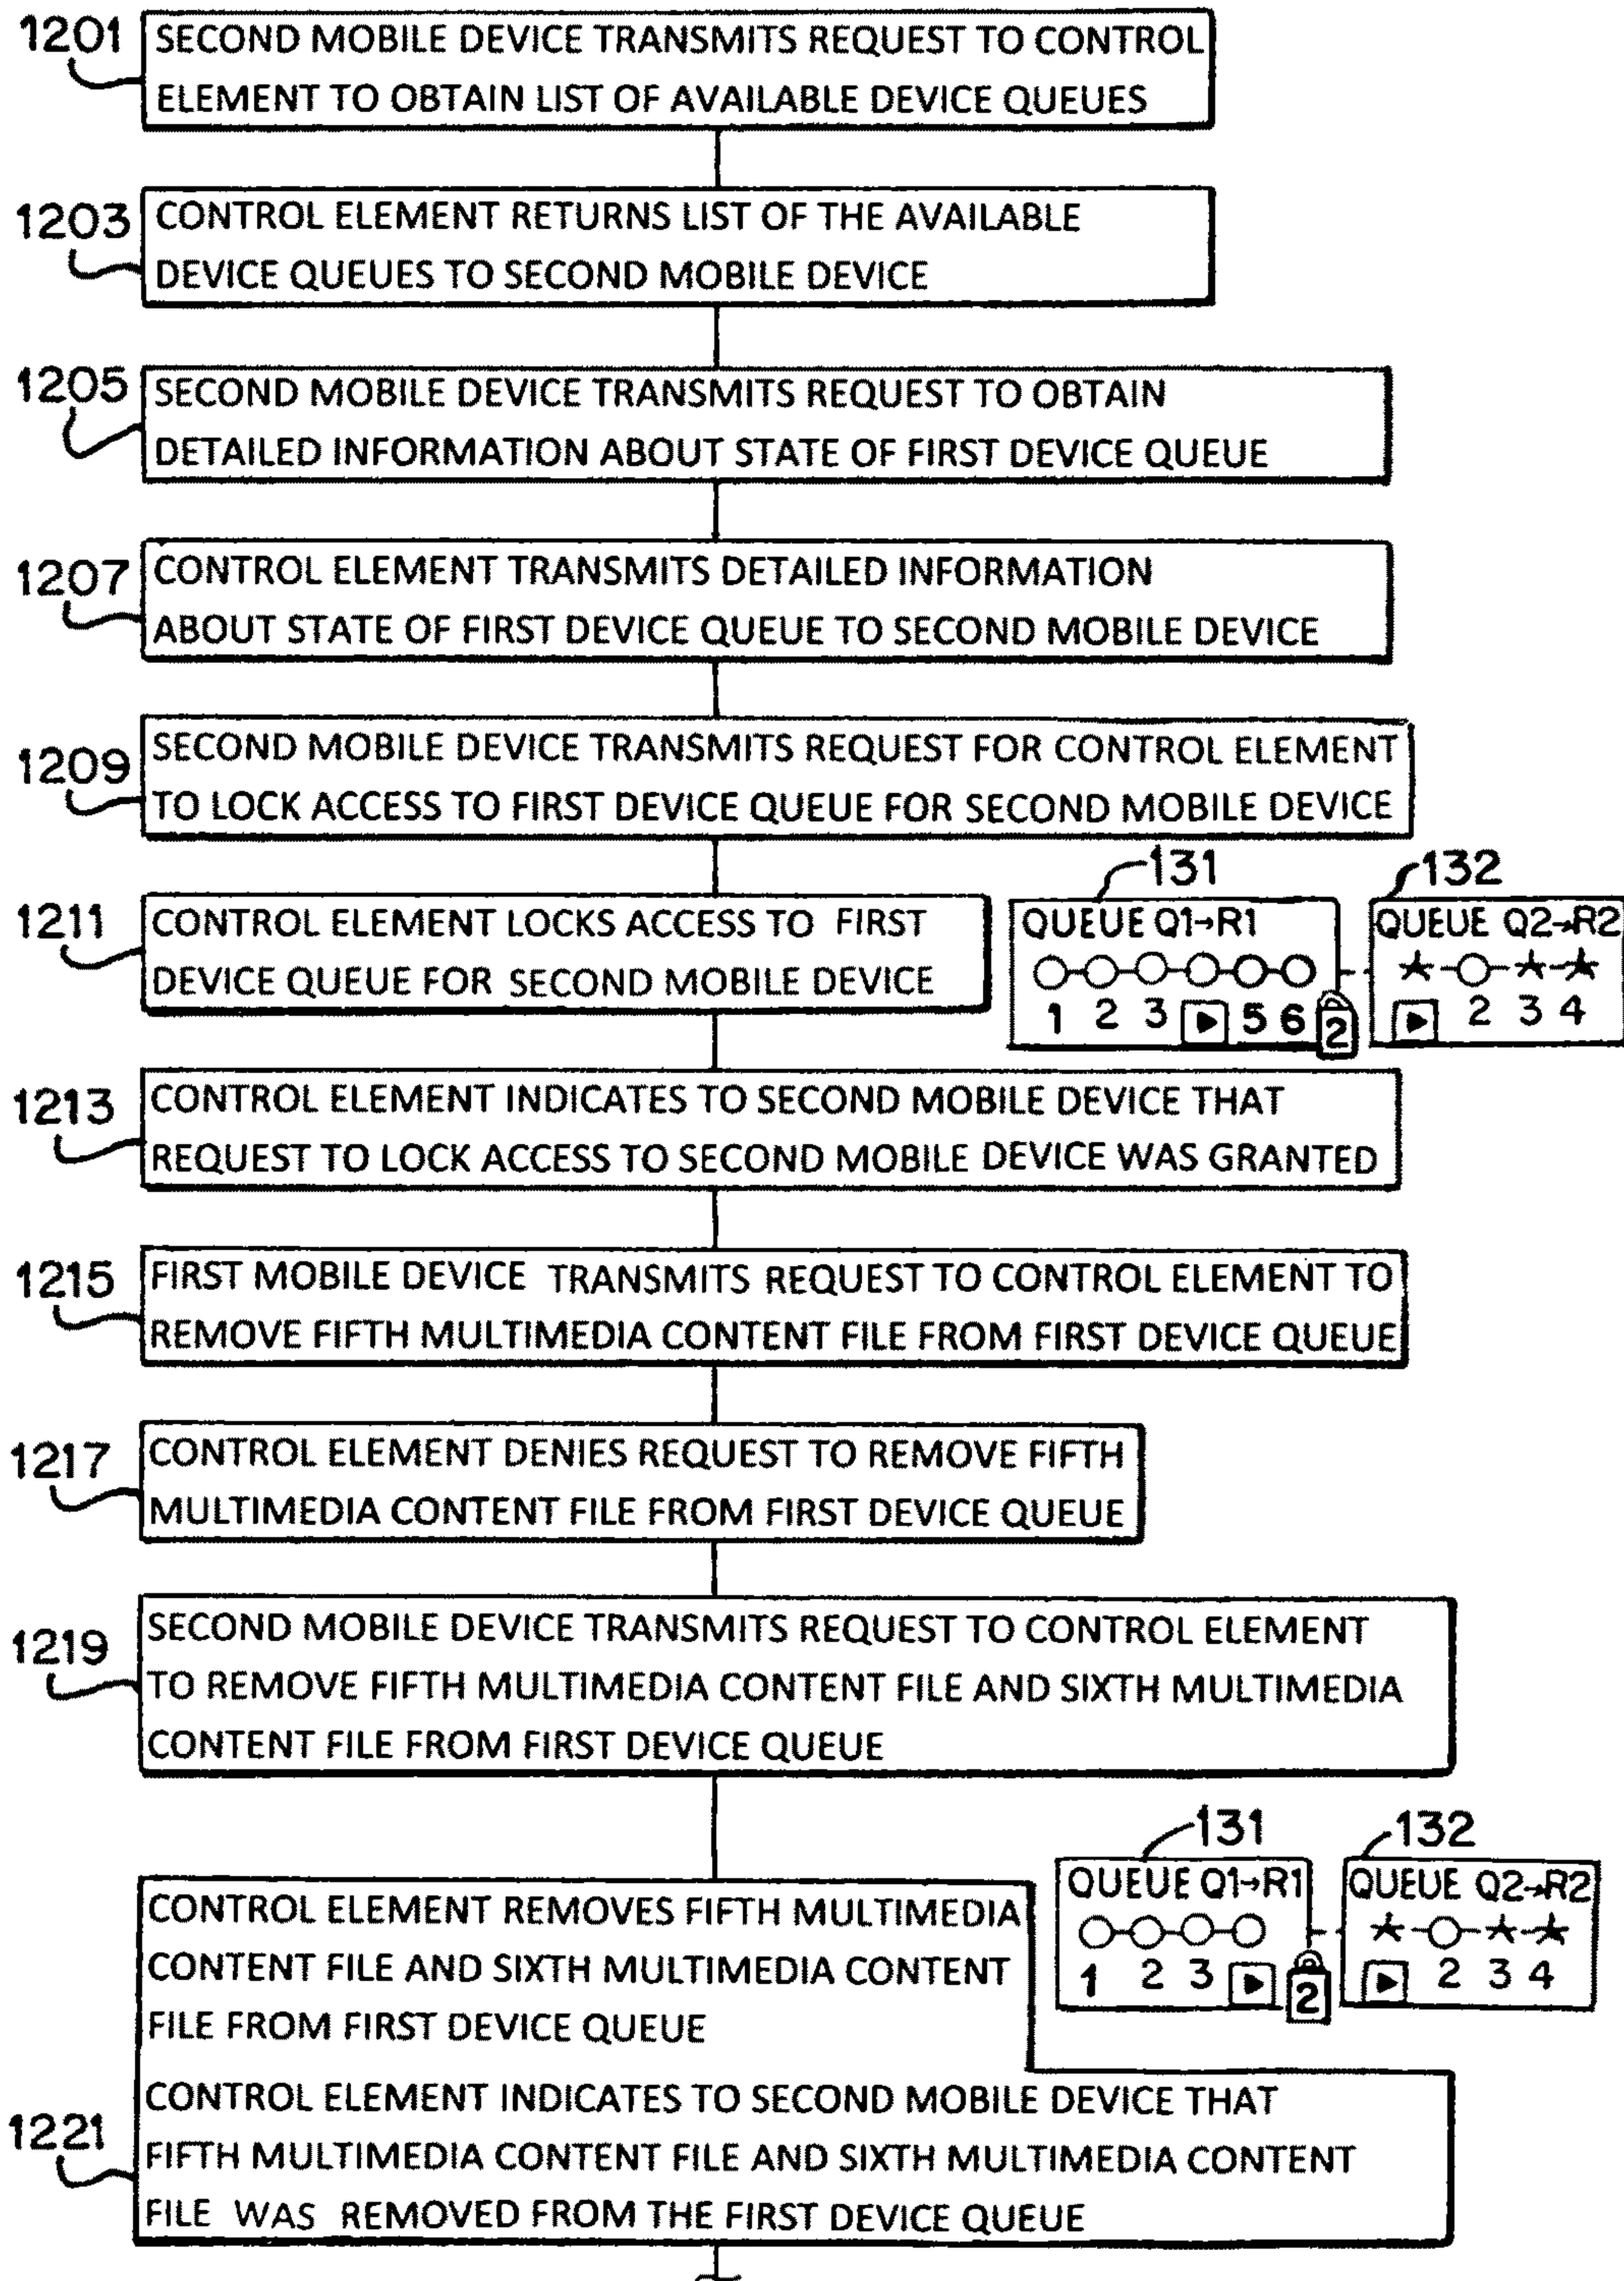 1201
SECOND MOBILE DEVICE TRANSMITS REQUEST TO CONTROL
ELEMENT TO OBTAIN LIST OF AVAILABLE DEVICE QUEUES
1203
CONTROL ELEMENT RETURNS LIST OF THE AVAILABLE
DEVICE QUEUES TO SECOND MOBILE DEVICE
1205
SECOND MOBILE DEVICE TRANSMITS REQUEST TO OBTAIN
DETAILED INFORMATION ABOUT STATE OF FIRST DEVICE QUEUE
1207
CONTROL ELEMENT TRANSMITS DETAILED INFORMATION
ABOUT STATE OF FIRST DEVICE QUEUE TO SECOND MOBILE DEVICE
1209
SECOND MOBILE DEVICE TRANSMITS REQUEST FOR CONTROL ELEMENT
TO LOCK ACCESS TO FIRST DEVICE QUEUE FOR SECOND MOBILE DEVICE
1211
CONTROL ELEMENT LOCKS ACCESS TO FIRST
DEVICE QUEUE FOR SECOND MOBILE DEVICE
131
QUEUE Q1→R1
1 2 3 5 6
2
132
QUEUE Q2→R2
2 3 4
1213
CONTROL ELEMENT INDICATES TO SECOND MOBILE DEVICE THAT
REQUEST TO LOCK ACCESS TO SECOND MOBILE DEVICE WAS GRANTED
1215
FIRST MOBILE DEVICE TRANSMITS REQUEST TO CONTROL ELEMENT TO
REMOVE FIFTH MULTIMEDIA CONTENT FILE FROM FIRST DEVICE QUEUE
1217
CONTROL ELEMENT DENIES REQUEST TO REMOVE FIFTH
MULTIMEDIA CONTENT FILE FROM FIRST DEVICE QUEUE
1219
SECOND MOBILE DEVICE TRANSMITS REQUEST TO CONTROL ELEMENT
TO REMOVE FIFTH MULTIMEDIA CONTENT FILE AND SIXTH MULTIMEDIA
CONTENT FILE FROM FIRST DEVICE QUEUE
131
QUEUE Q1→R1
1 2 3
2
132
QUEUE Q2→R2
2 3 4
1221
CONTROL ELEMENT REMOVES FIFTH MULTIMEDIA
CONTENT FILE AND SIXTH MULTIMEDIA CONTENT
FILE FROM FIRST DEVICE QUEUE
CONTROL ELEMENT INDICATES TO SECOND MOBILE DEVICE THAT
FIFTH MULTIMEDIA CONTENT FILE AND SIXTH MULTIMEDIA CONTENT
FILE WAS REMOVED FROM THE FIRST DEVICE QUEUE